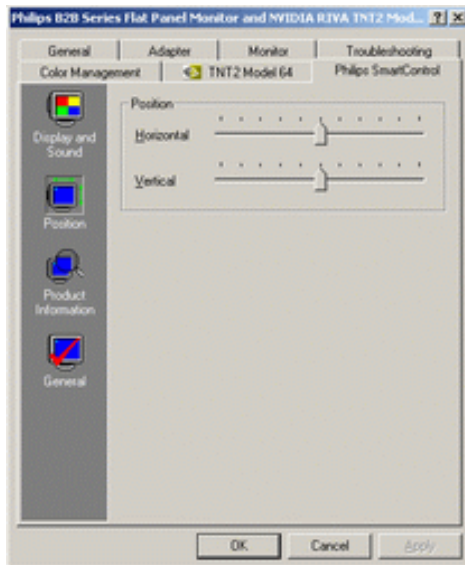 Philips B2B Series Flat Panel Monitor and NVIDIA RIVA TNT2 Mod...
General Adapter Monitor Troubleshooting
Color Management TNT2 Model 64 Philips SmartControl
Display and
Sound
Position
Product
Information
General
Position
Horizontal
Vertical
OK Cancel Apply